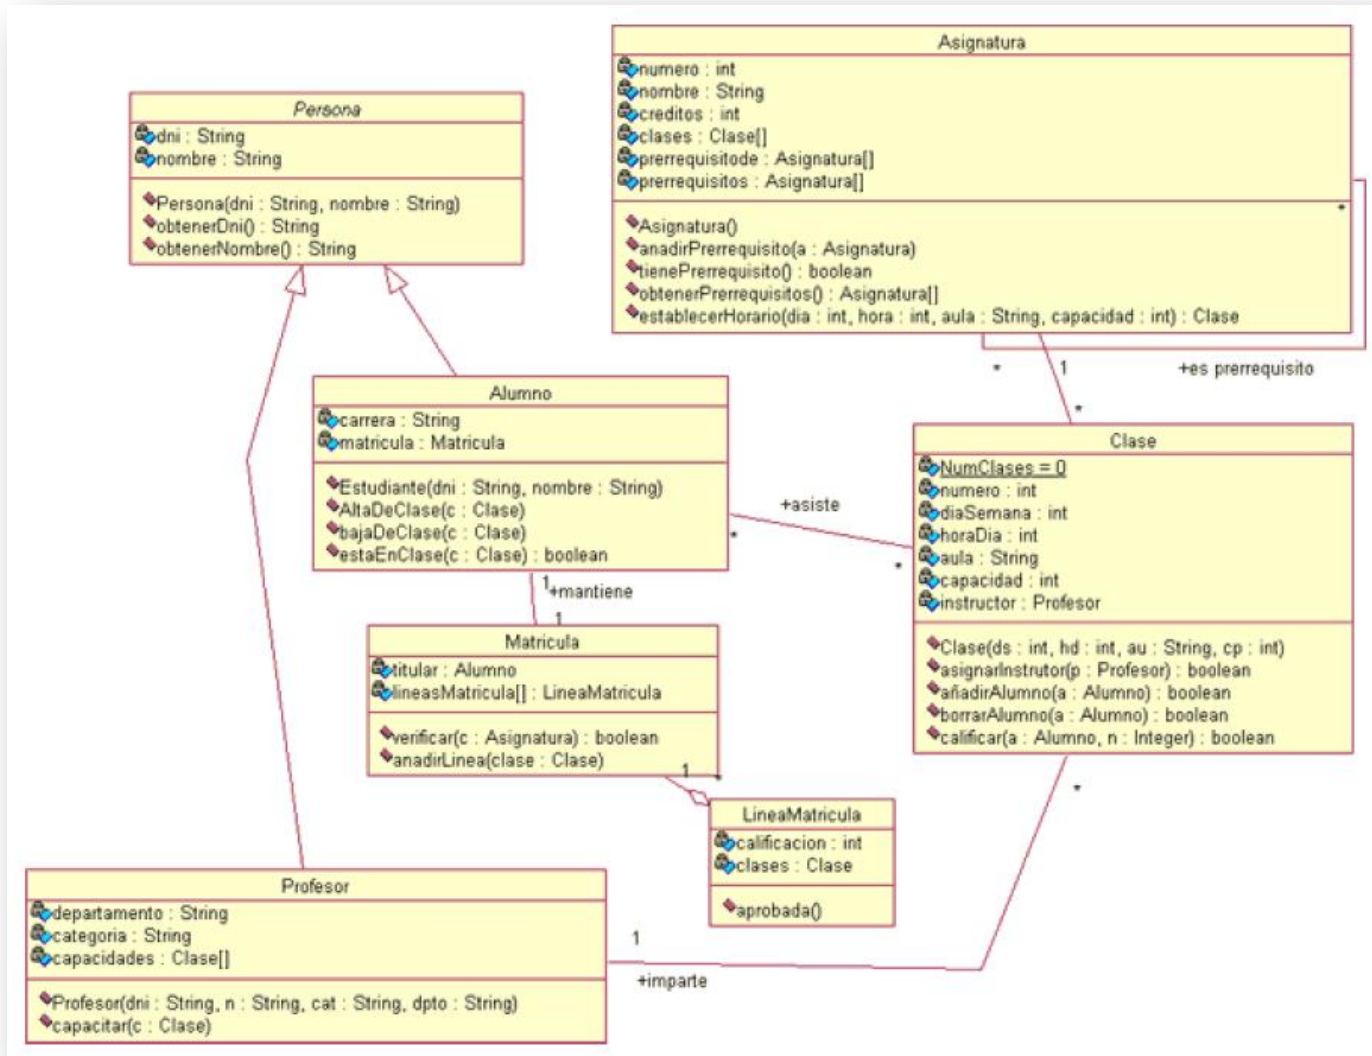 Persona
dni : String
nombre : String
Persona(dni : String, nombre : String)
obtenerDni() : String
obtenerNombre() : String
Asignatura
numero : int
nombre : String
creditos : int
clases : Clase[]
prerrequisitode : Asignatura[]
prerrequisitos : Asignatura[]
*
Asignatura()
anadirPrerrequisito(a : Asignatura)
tienePrerrequisito() : boolean
obtenerPrerrequisitos() : Asignatura[]
establecerHorario(dia : int, hora : int, aula : String, capacidad : int) : Clase
*
1
+es prerrequisito
*
Alumno
carrera : String
matricula : Matricula
Estudiante(dni : String, nombre : String)
AltaDeClase(c : Clase)
bajaDeClase(c : Clase)
estaEnClase(c : Clase) : boolean
+asiste
*
*
Clase
NumClases = 0
numero : int
diaSemana : int
horaDia : int
aula : String
capacidad : int
instructor : Profesor
Clase(ds : int, hd : int, au : String, cp : int)
asignarInstrutor(p : Profesor) : boolean
añadirAlumno(a : Alumno) : boolean
borrarAlumno(a : Alumno) : boolean
calificar(a : Alumno, n : Integer) : boolean
1
+mantiene
1
Matricula
titular : Alumno
lineasMatricula[] : LineaMatricula
verificar(c : Asignatura) : boolean
anadirLinea(clase : Clase)
1
*
LineaMatricula
calificacion : int
clases : Clase
aprobada()
*
Profesor
departamento : String
categoria : String
capacidades : Clase[]
Profesor(dni : String, n : String, cat : String, dpto : String)
capacitar(c : Clase)
1
+imparte